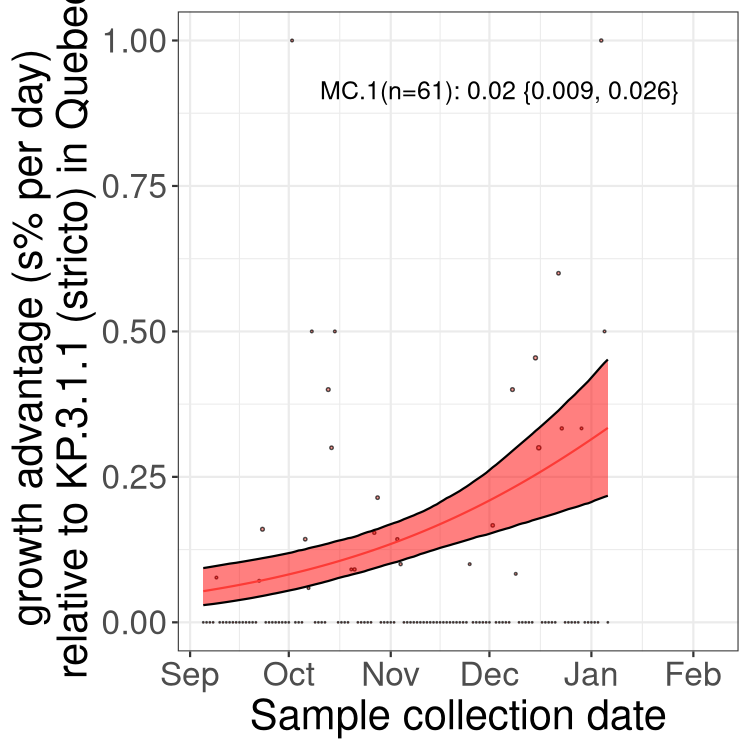 growth advantage (s% per day)
relative to KP.3.1.1 (stricto) in Quebec
1.00
0.75
0.50
0.25
0.00
MC.1(n=61): 0.02 {0.009, 0.026}
Sep Oct Nov Dec Jan Feb
Sample collection date